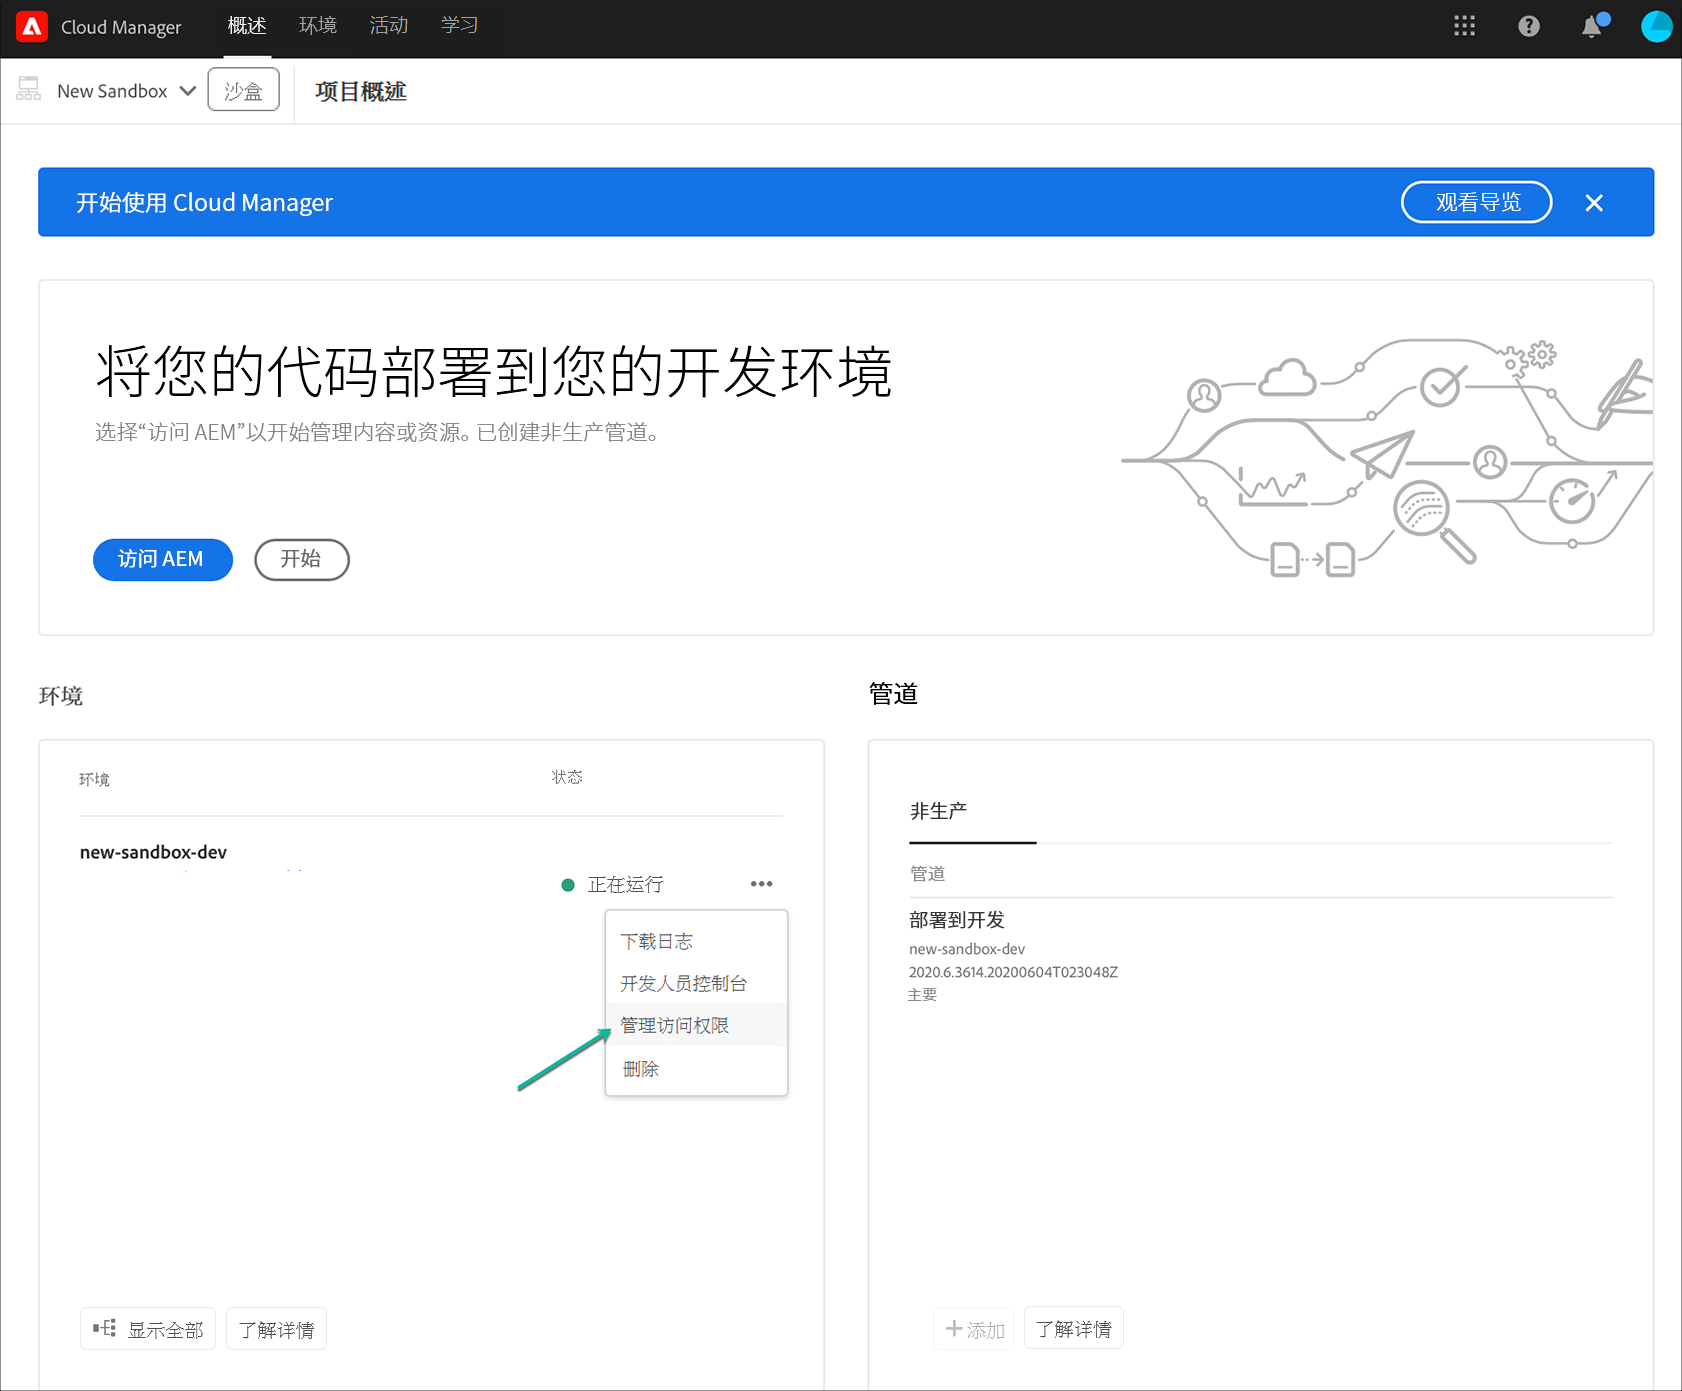 Cloud Manager 概述 环境 活动 学习
New Sandbox 沙盒 项目概述
开始使用 Cloud Manager 观看导览
将您的代码部署到您的开发环境
选择“访问 AEM”以开始管理内容或资源。已创建非生产管道。
访问 AEM 开始
环境
环境 状态
new-sandbox-dev
正在运行
下载日志
开发人员控制台
管理访问权限
删除
显示全部 了解详情
管道
非生产
管道
部署到开发
new-sandbox-dev
2020.6.3614.20200604T023048Z
主要
添加 了解详情